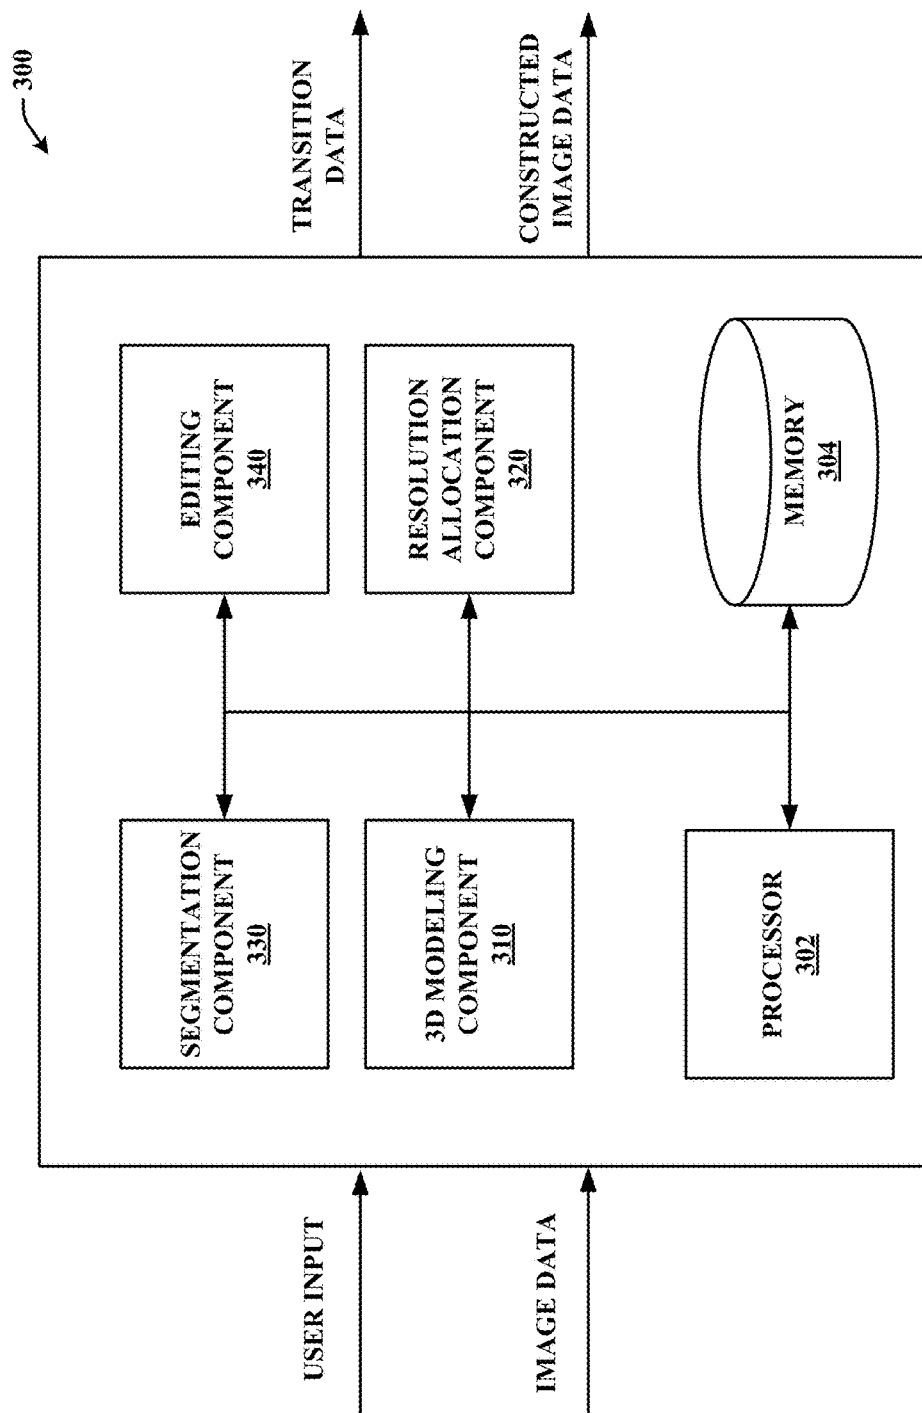 300
USER INPUT
IMAGE DATA
SEGMENTATION
COMPONENT
330
EDITING
COMPONENT
340
3D MODELING
COMPONENT
310
RESOLUTION
ALLOCATION
COMPONENT
320
PROCESSOR
302
MEMORY
304
TRANSITION
DATA
CONSTRUCTED
IMAGE DATA